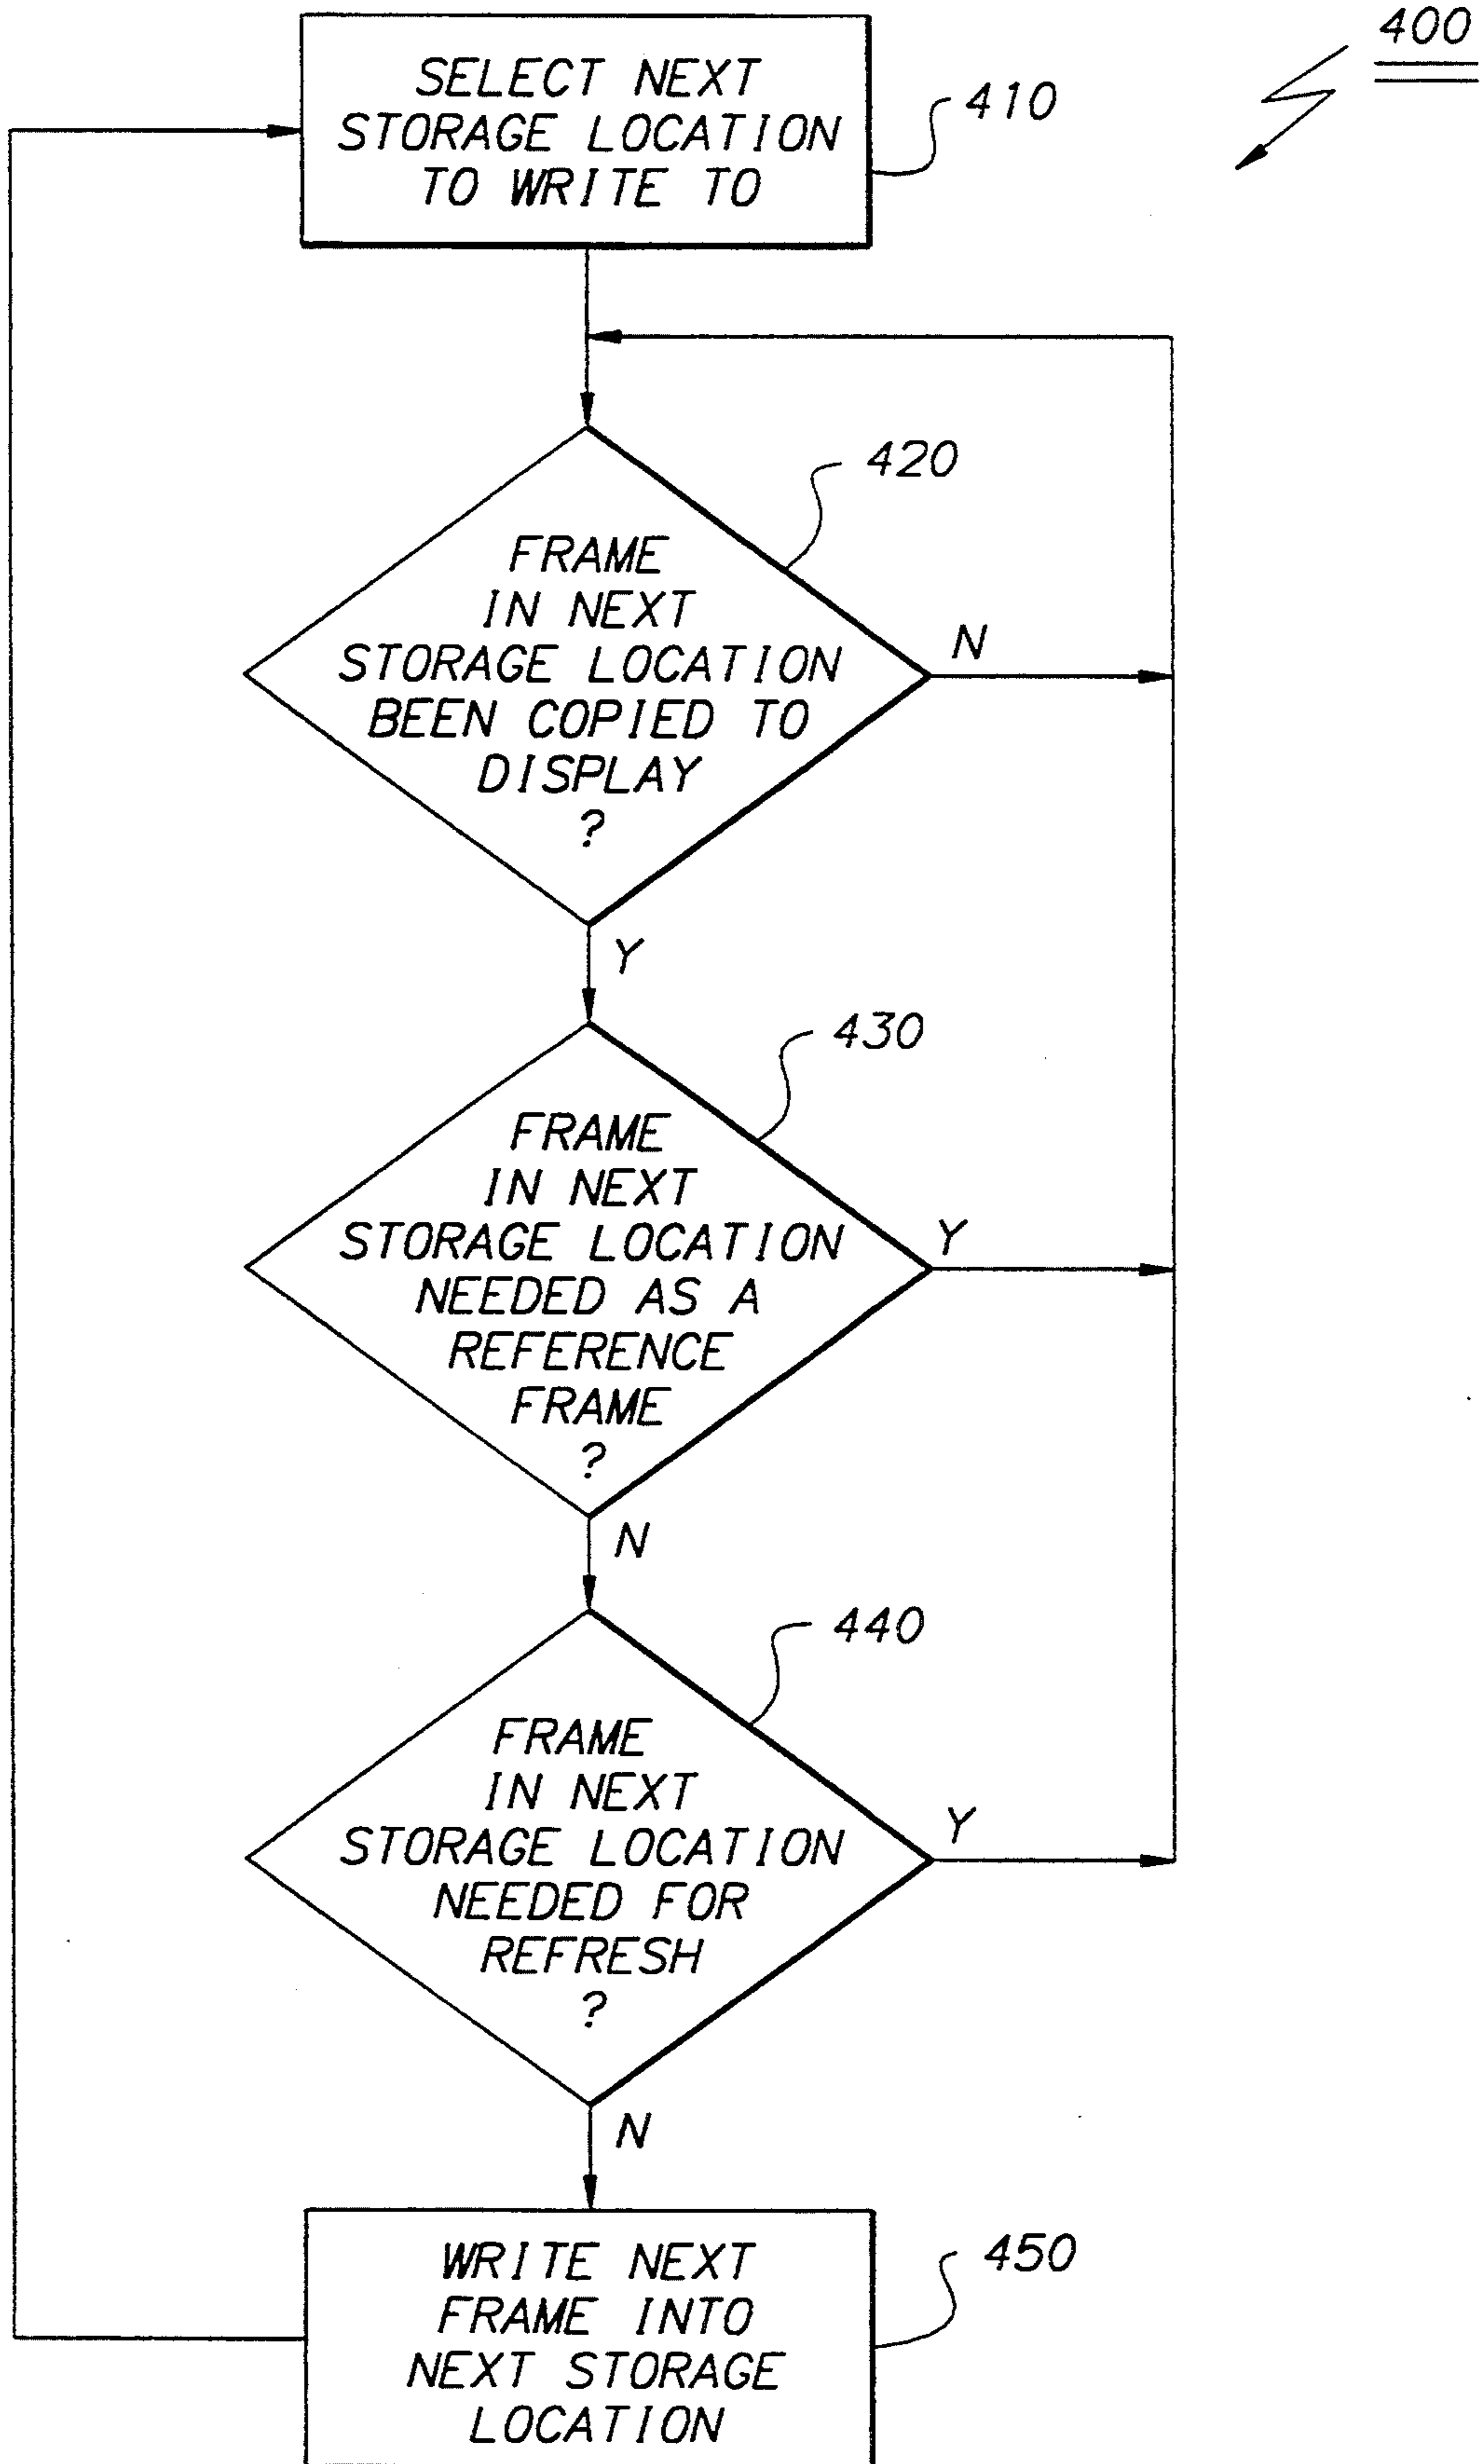 400
SELECT NEXT
STORAGE LOCATION
TO WRITE TO
410
420
FRAME
IN NEXT
STORAGE LOCATION
BEEN COPIED TO
DISPLAY
?
N
Y
430
FRAME
IN NEXT
STORAGE LOCATION
NEEDED AS A
REFERENCE
FRAME
?
Y
N
440
FRAME
IN NEXT
STORAGE LOCATION
NEEDED FOR
REFRESH
?
Y
N
WRITE NEXT
FRAME INTO
NEXT STORAGE
LOCATION
450